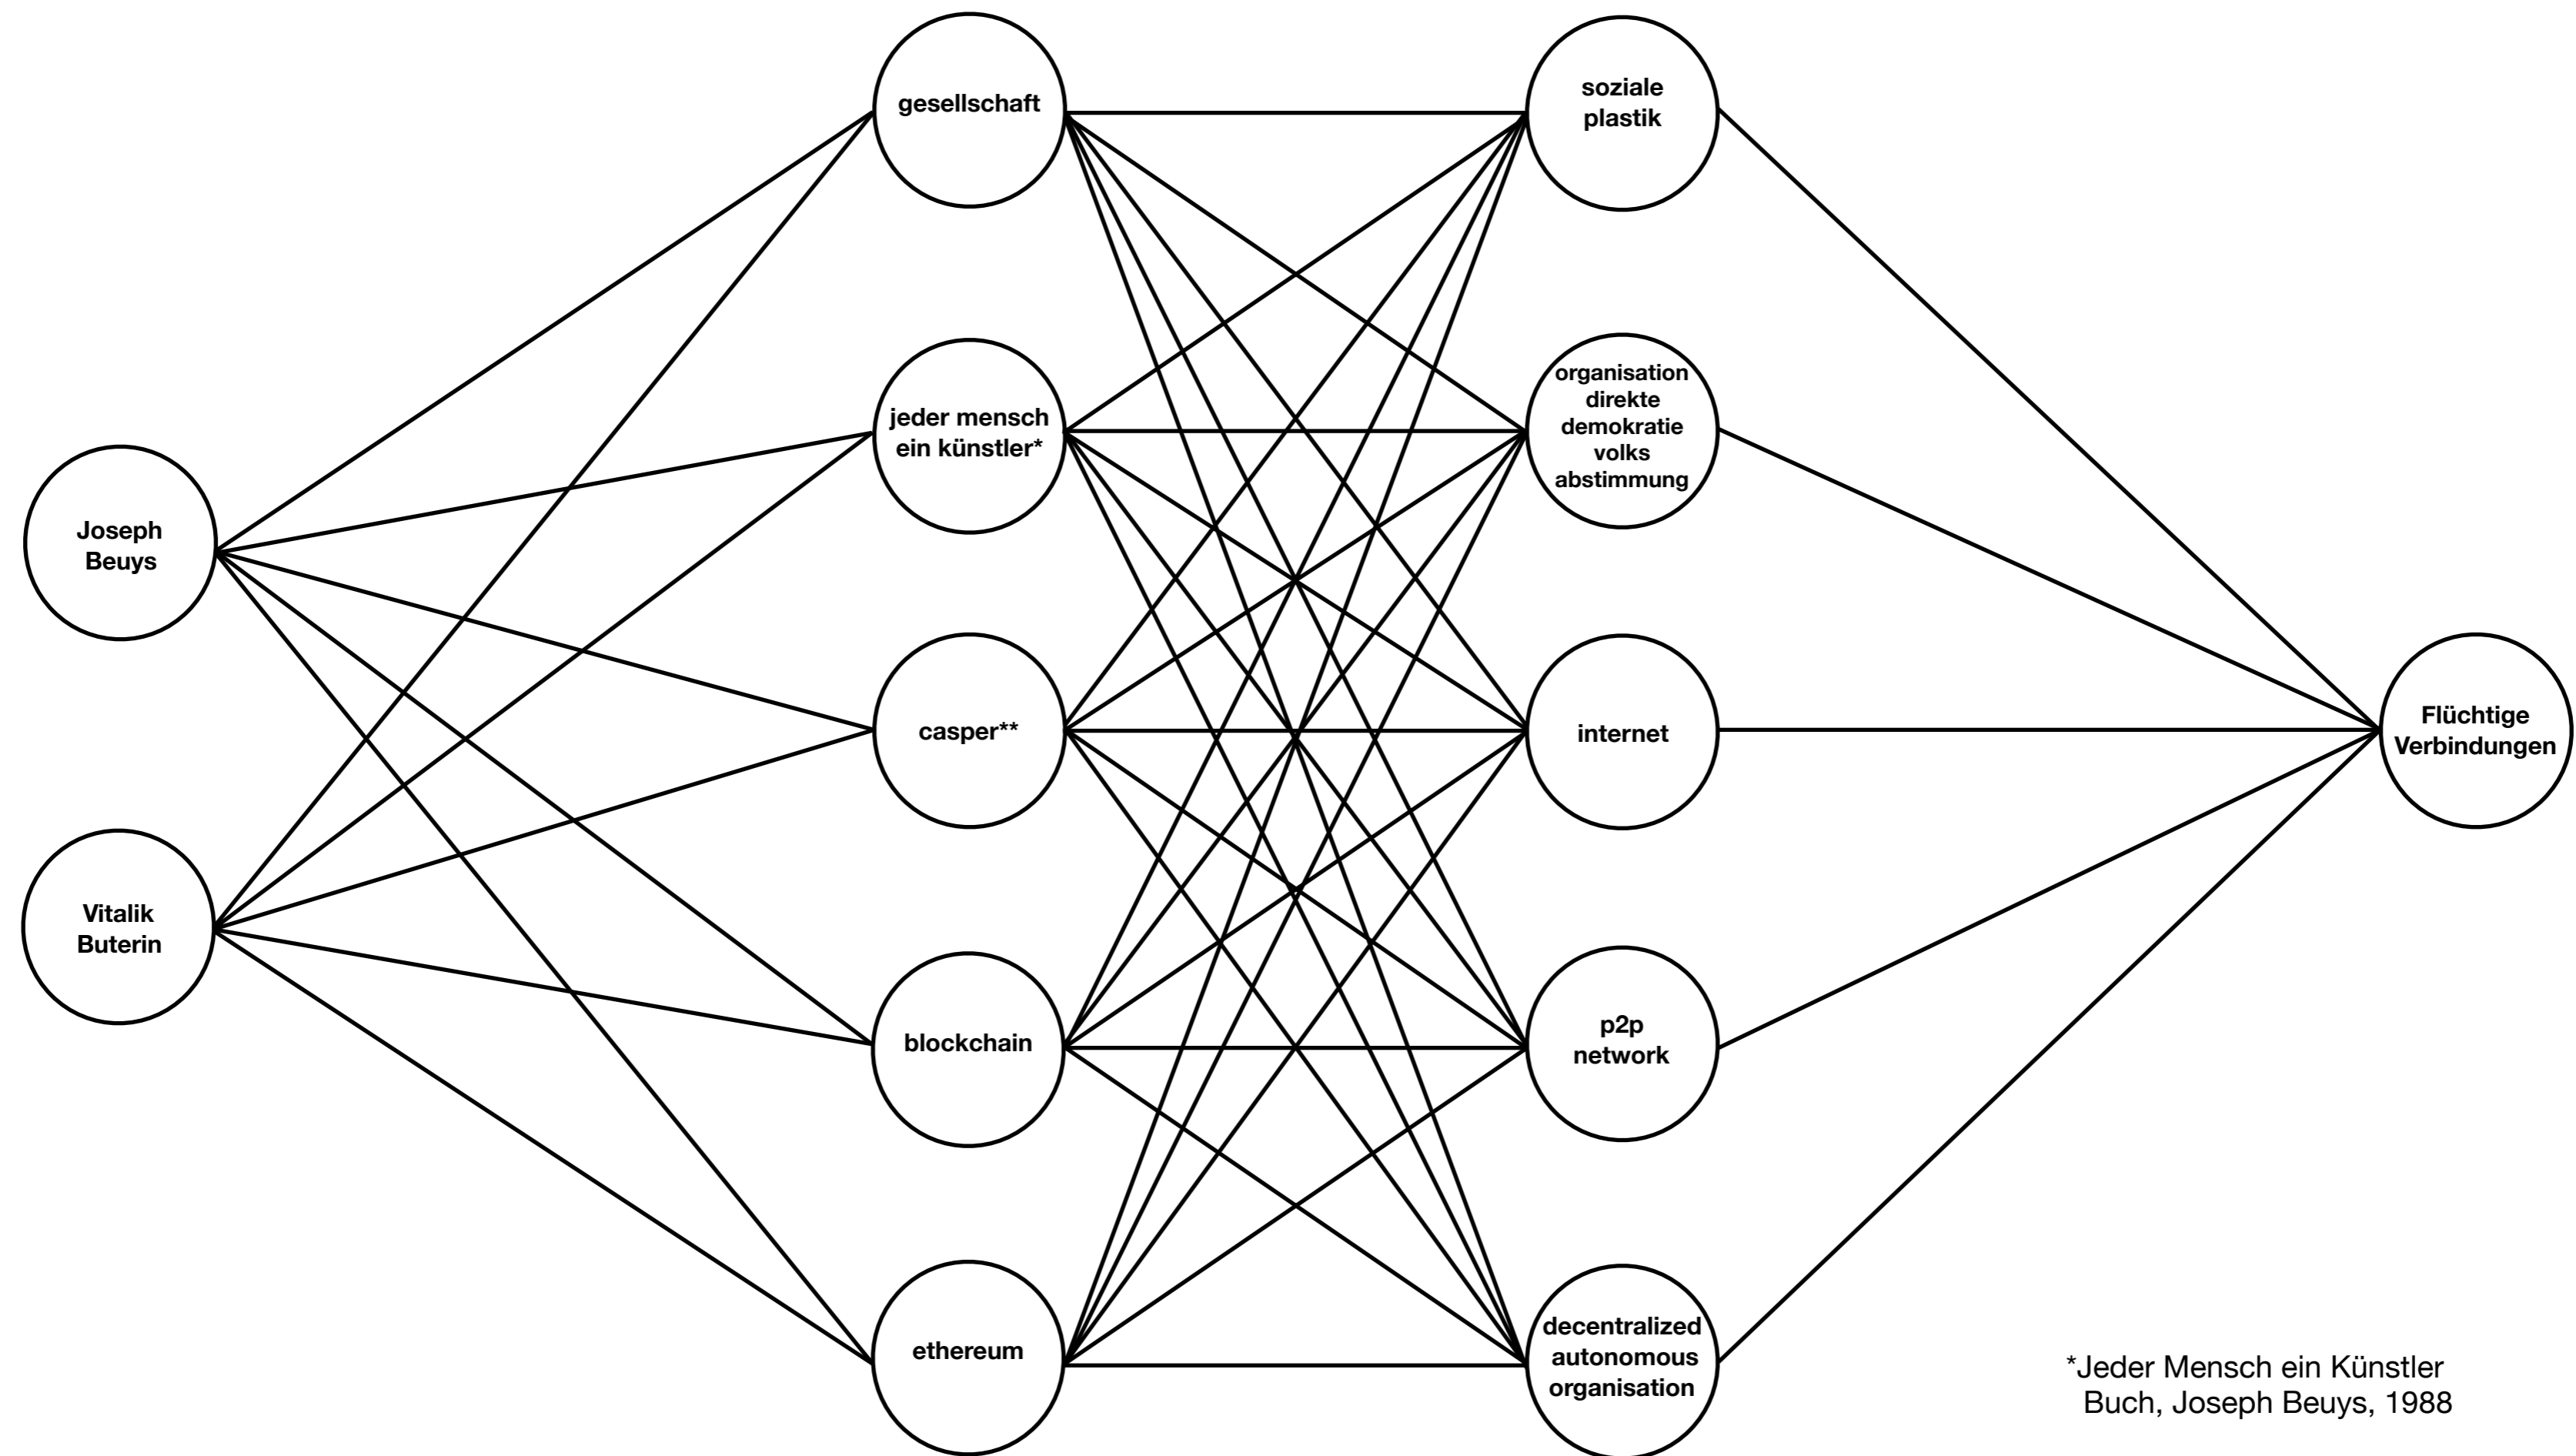 Joseph
Beuys
Vitalik
Buterin
gesellschaft
jeder mensch
ein künstler*
casper**
blockchain
ethereum
soziale
plastik
organisation
direkte
demokratie
volks
abstimmung
internet
p2p
network
decentralized
autonomous
organisation
Flüchtige
Verbindungen
*Jeder Mensch ein Künstler
Buch, Joseph Beuys, 1988